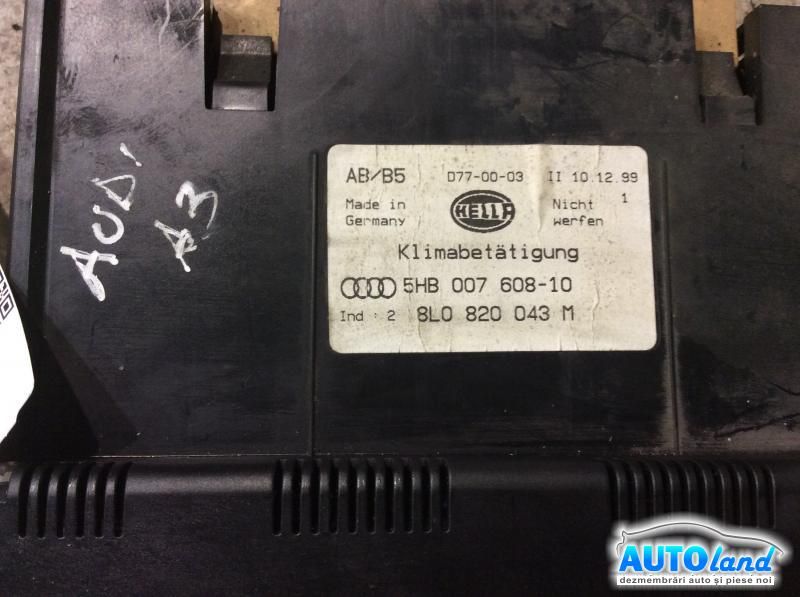 AUDI
A3
AB/B5 D77-00-03 II 10.12.99
Made in Germany
HELLA
Nicht werfen
1
Klimabetätigung
5HB 007 608-10
Ind : 2 8L0 820 043 M
AUTOland
dezmembrări auto și piese noi